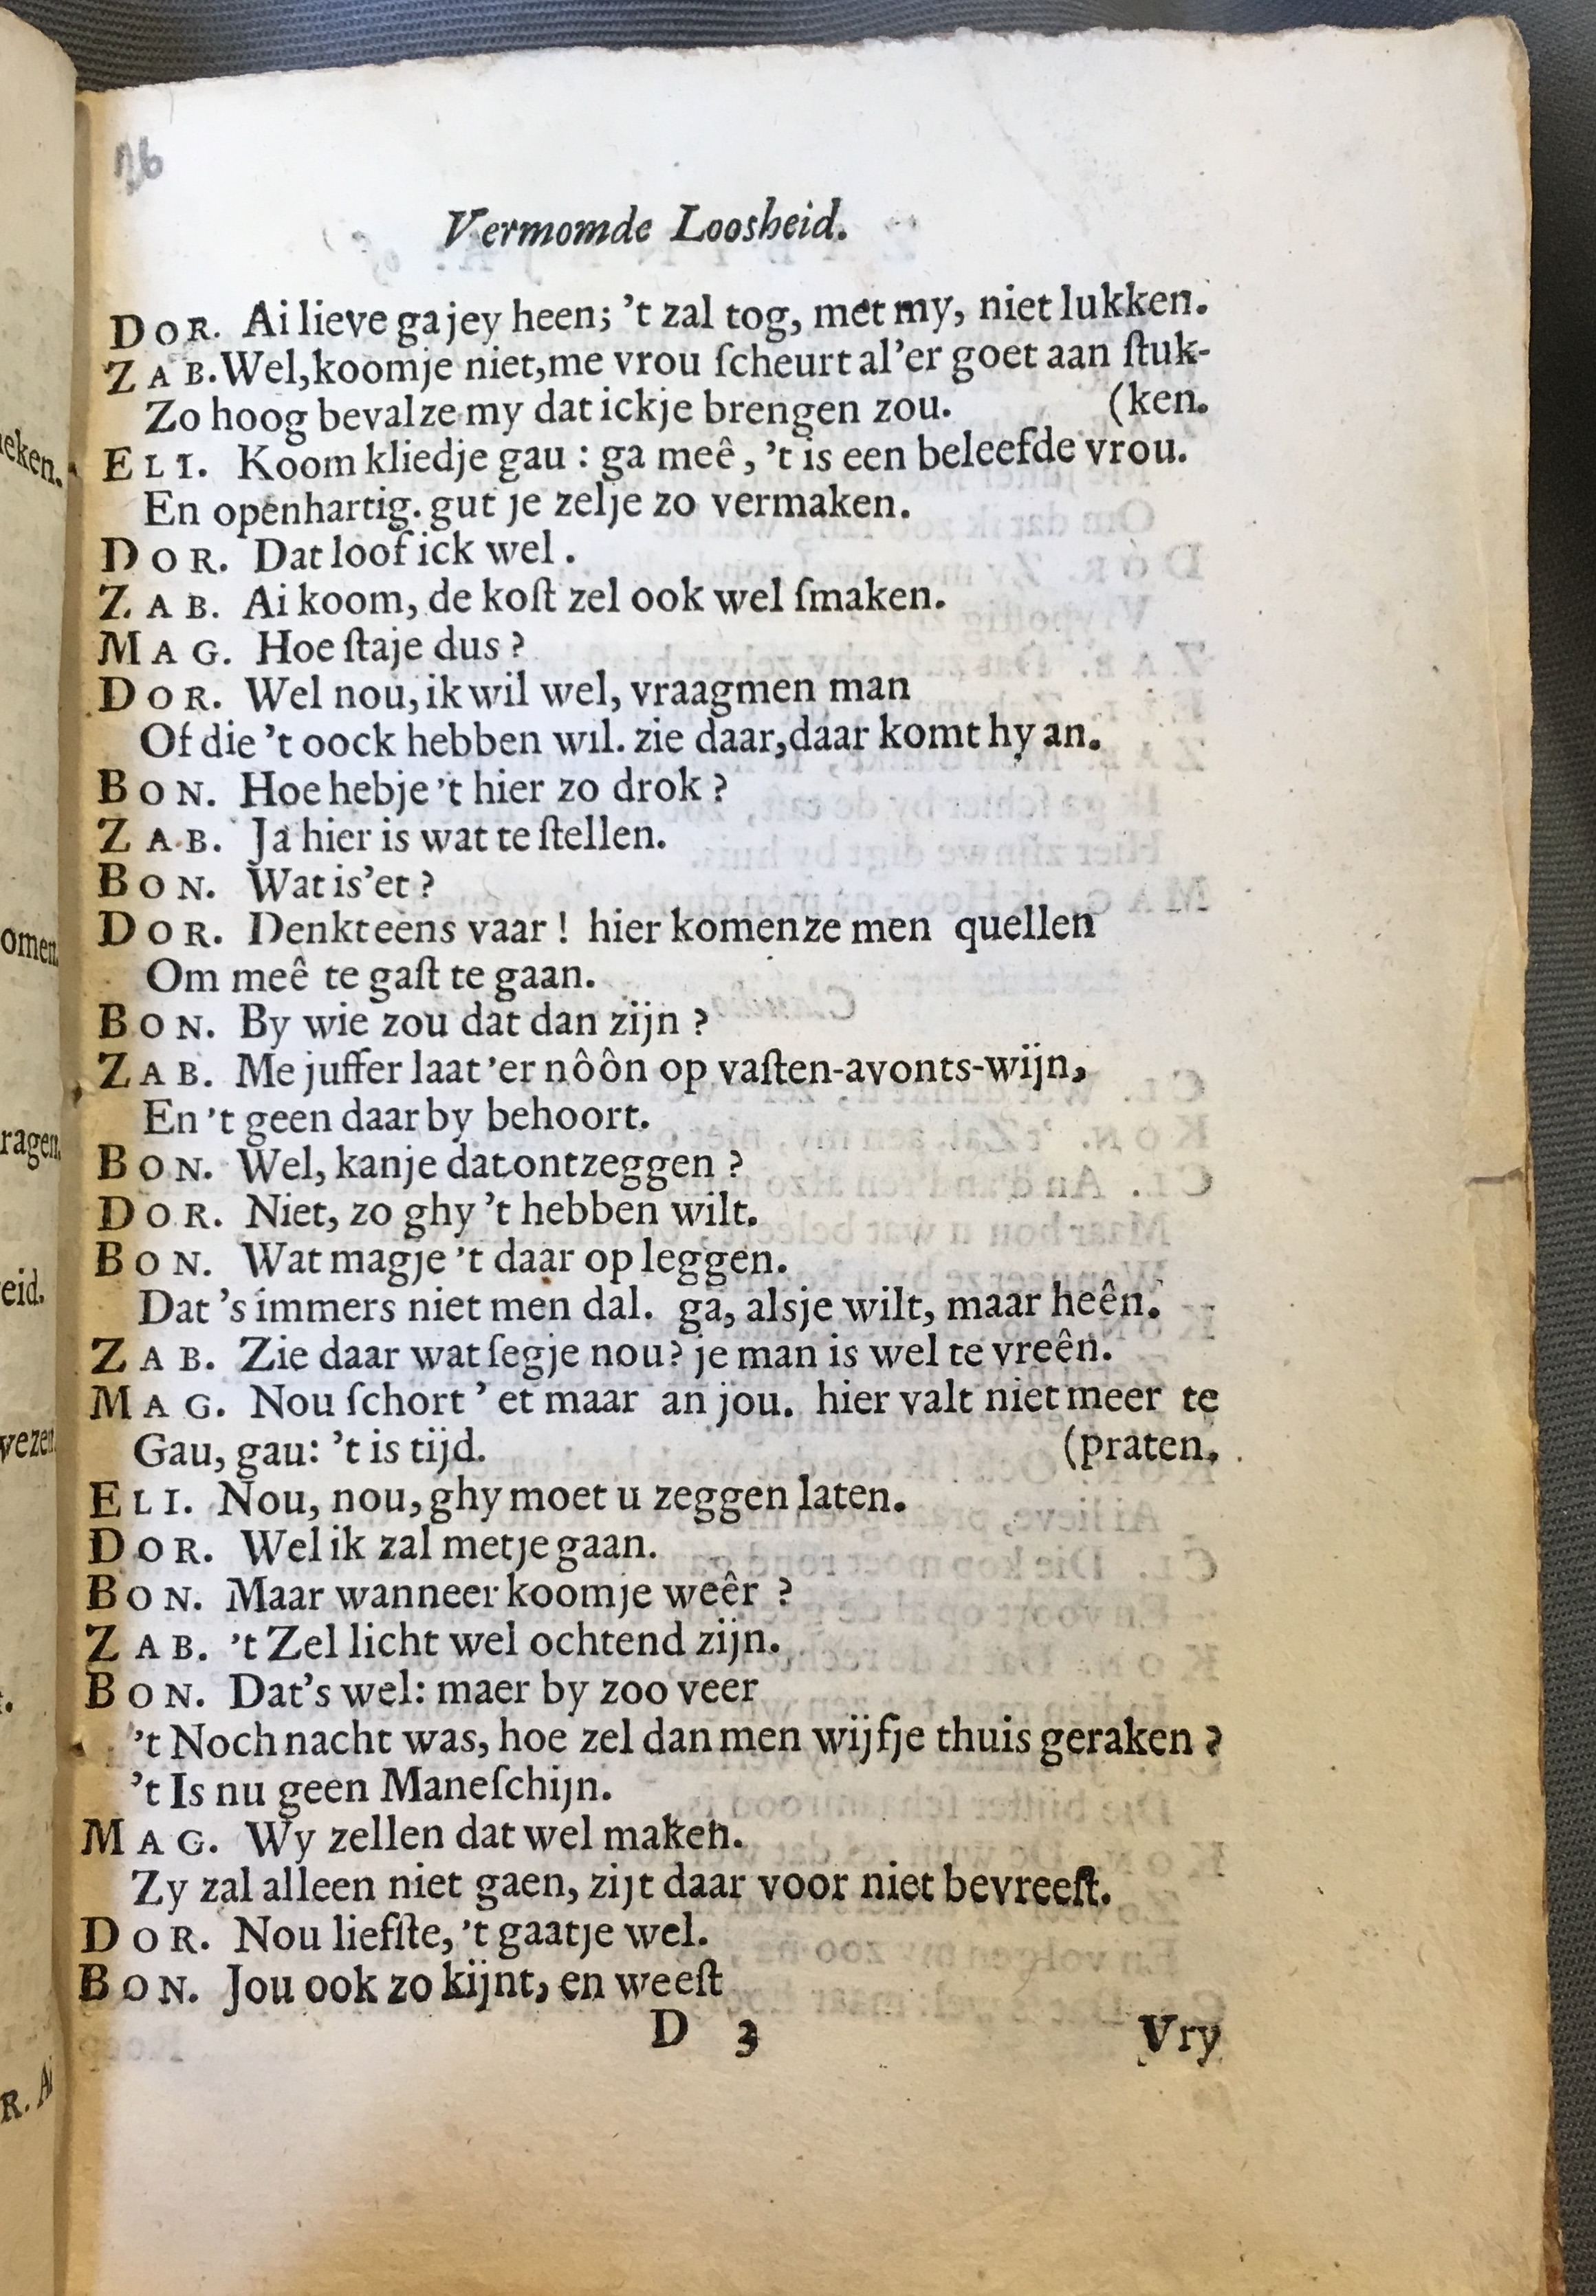 26
Vermomde Loosheid.
DOR. Ai lieve ga jey heen; 't zal tog, met my, niet lukken.
ZAB. Wel, koomje niet, me vrou ſcheurt al'er goet aan ſtuk-
Zo hoog beval ze my dat ickje brengen zou. (ken.
ELI. Koom kliedje gau : ga meê, 't is een beleefde vrou.
En openhartig. gut je zelje zo vermaken.
DOR. Dat loof ick wel.
ZAB. Ai koom, de koſt zel ook wel ſmaken.
MAG. Hoe ſtaje dus ?
DOR. Wel nou, ik wil wel, vraagmen man
Of die 't oock hebben wil. zie daar, daar komt hy an.
BON. Hoe hebje 't hier zo drok ?
ZAB. Ja hier is wat te ſtellen.
BON. Wat is'et ?
DOR. Denkt eens vaar ! hier komenze men quellen
Om meê te gaſt te gaan.
BON. By wie zou dat dan zijn ?
ZAB. Me juffer laat 'er nôôn op vaſten-avonts-wijn,
En 't geen daar by behoort.
BON. Wel, kanje dat ontzeggen ?
DOR. Niet, zo ghy 't hebben wilt.
BON. Wat magje 't daar op leggen.
Dat 's immers niet men dal. ga, alsje wilt, maar heên.
ZAB. Zie daar wat ſegje nou? je man is wel te vreên.
MAG. Nou ſchort 'et maar an jou. hier valt niet meer te
Gau, gau: 't is tijd. (praten.
ELI. Nou, nou, ghy moet u zeggen laten.
DOR. Wel ik zal metje gaan.
BON. Maar wanneer koomje weêr ?
ZAB. 't Zel licht wel ochtend zijn.
BON. Dat's wel: maer by zoo veer
't Noch nacht was, hoe zel dan men wijfje thuis geraken ?
't Is nu geen Maneſchijn.
MAG. Wy zellen dat wel maken.
Zy zal alleen niet gaen, zijt daar voor niet bevreeſt.
DOR. Nou liefſte, 't gaatje wel.
BON. Jou ook zo kijnt, en weeſt
D 3 Vry